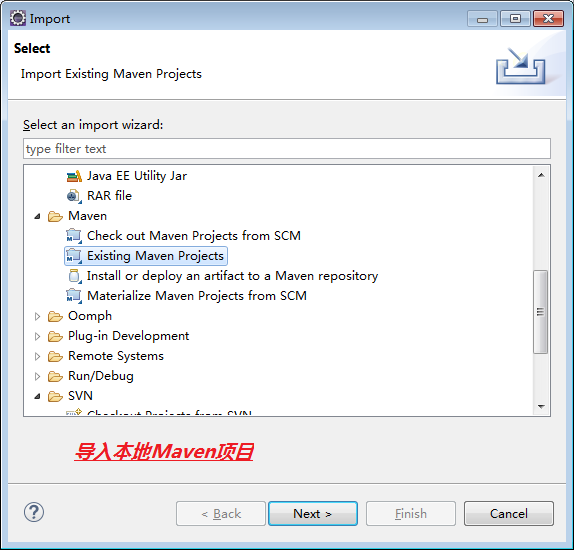 Import
Select
Import Existing Maven Projects
Select an import wizard:
type filter text
Java EE Utility Jar
RAR file
Maven
Check out Maven Projects from SCM
Existing Maven Projects
Install or deploy an artifact to a Maven repository
Materialize Maven Projects from SCM
Oomph
Plug-in Development
Remote Systems
Run/Debug
SVN
Checkout Projects from SVN
导入本地Maven项目
< Back
Next >
Finish
Cancel